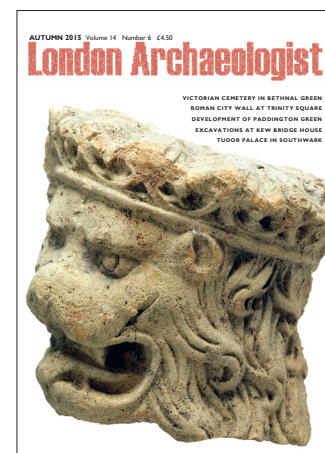 AUTUMN 2015 Volume 14 Number 6 £4.50
London Archaeologist
VICTORIAN CEMETERY IN BETHNAL GREEN
ROMAN CITY WALL AT TRINITY SQUARE
DEVELOPMENT OF PADDINGTON GREEN
EXCAVATIONS AT KEW BRIDGE HOUSE
TUDOR PALACE IN SOUTHWARK